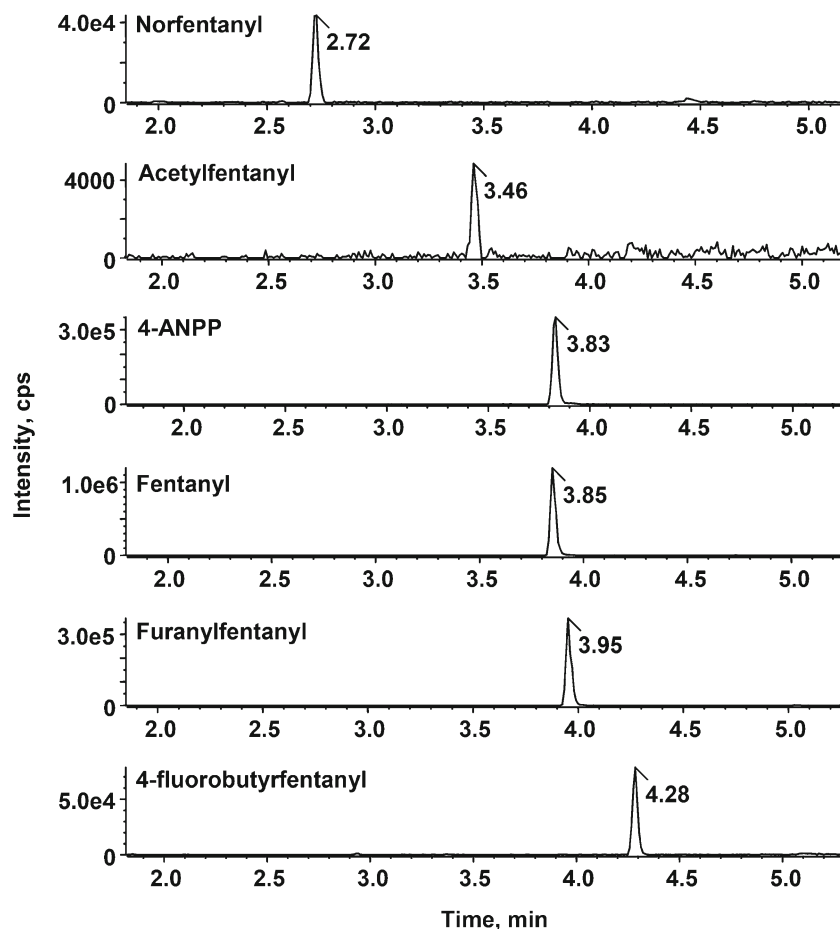 4.0e4
Norfentanyl
2.72
0
2.0 2.5 3.0 3.5 4.0 4.5 5.0
4000
Acetylfentanyl
3.46
0
2.0 2.5 3.0 3.5 4.0 4.5 5.0
3.0e5
4-ANPP
3.83
0
2.0 2.5 3.0 3.5 4.0 4.5 5.0
Intensity, cps
1.0e6
Fentanyl
3.85
0
2.0 2.5 3.0 3.5 4.0 4.5 5.0
3.0e5
Furanylfentanyl
3.95
0
2.0 2.5 3.0 3.5 4.0 4.5 5.0
5.0e4
4-fluorobutyrfentanyl
4.28
0
2.0 2.5 3.0 3.5 4.0 4.5 5.0
Time, min